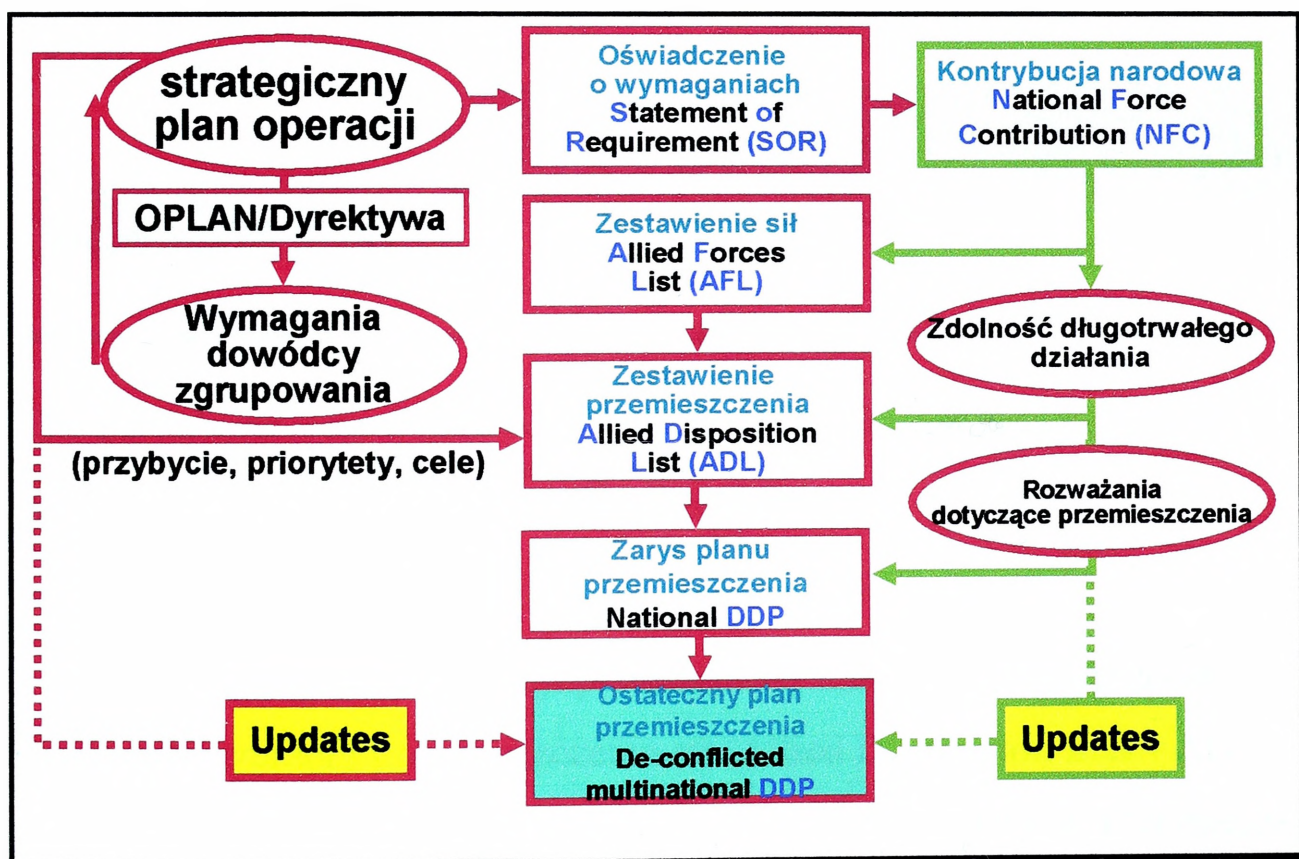 strategiczny
plan operacji
OPLAN/Dyrektywa
Wymagania
dowódcy
zgrupowania
(przybycie, priorytety, cele)
Updates
Oświadczenie
o wymaganiach
Statement of
Requirement (SOR)
Zestawienie sił
Allied Forces
List (AFL)
Zestawienie
przemieszczenia
Allied Disposition
List (ADL)
Zarys planu
przemieszczenia
National DDP
Ostateczny plan
przemieszczenia
De-conflicted
multinational DDP
Kontrybucja narodowa
National Force
Contribution (NFC)
Zdolność długotrwałego
działania
Rozważania
dotyczące przemieszczenia
Updates